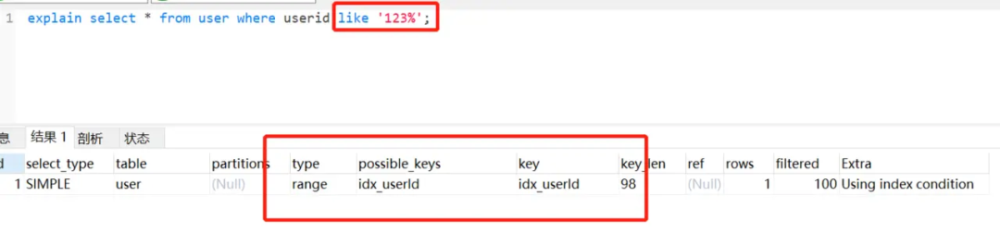 1 explain select * from user where userid like '123%';
息 结果 1 剖析 状态
d select_type table partitions type possible_keys key key_len ref rows filtered Extra
1 SIMPLE user (Null) range idx_userId idx_userId 98 (Null) 1 100 Using index condition